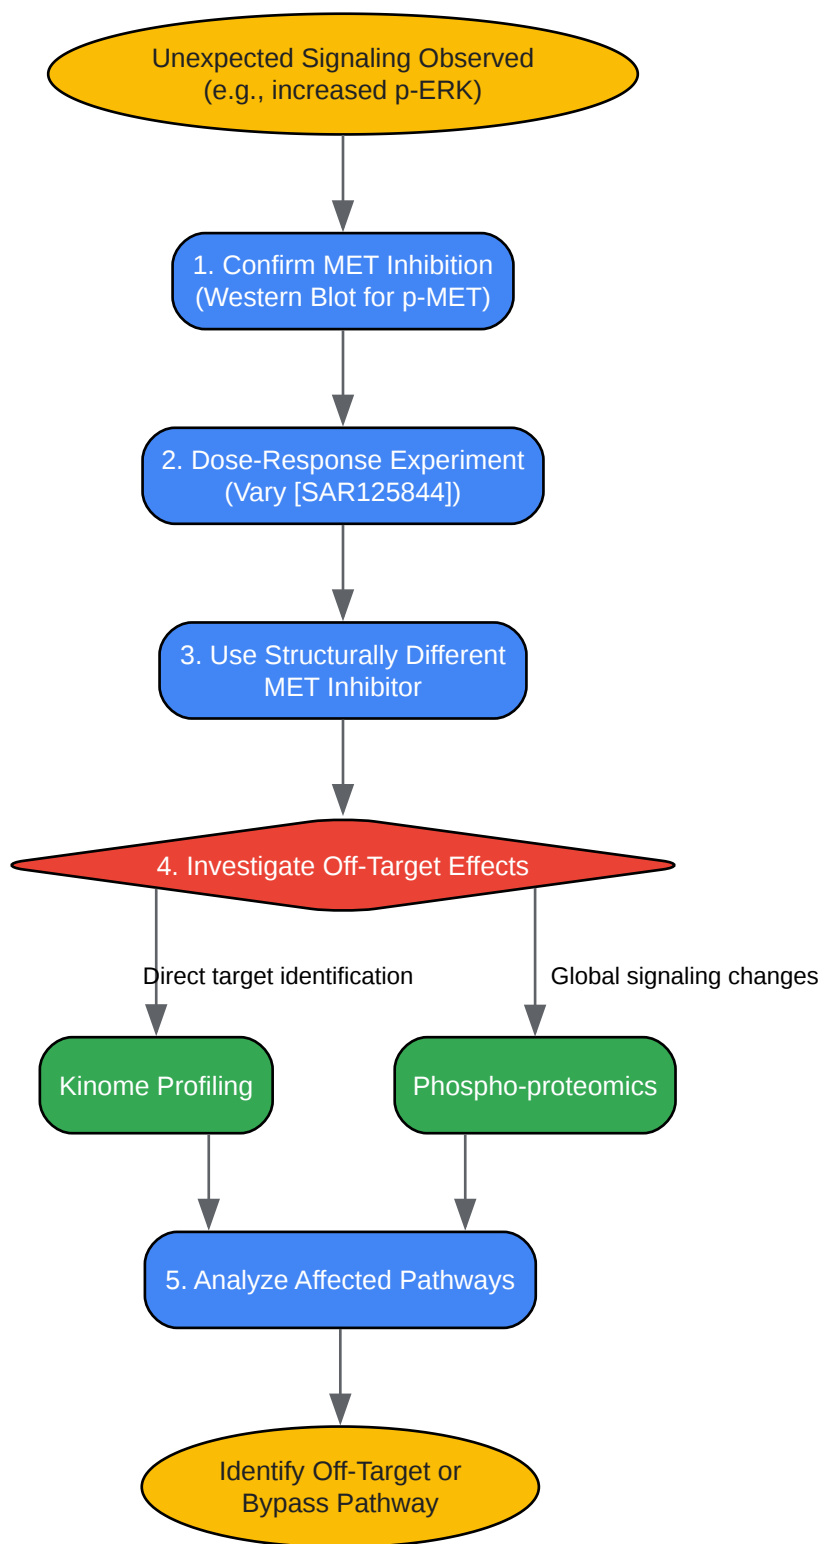 Unexpected Signaling Observed
(e.g., increased p-ERK)
1. Confirm MET Inhibition
(Western Blot for p-MET)
2. Dose-Response Experiment
(Vary [SAR125844])
3. Use Structurally Different
MET Inhibitor
4. Investigate Off-Target Effects
Direct target identification
Global signaling changes
Kinome Profiling
Phospho-proteomics
5. Analyze Affected Pathways
Identify Off-Target or
Bypass Pathway